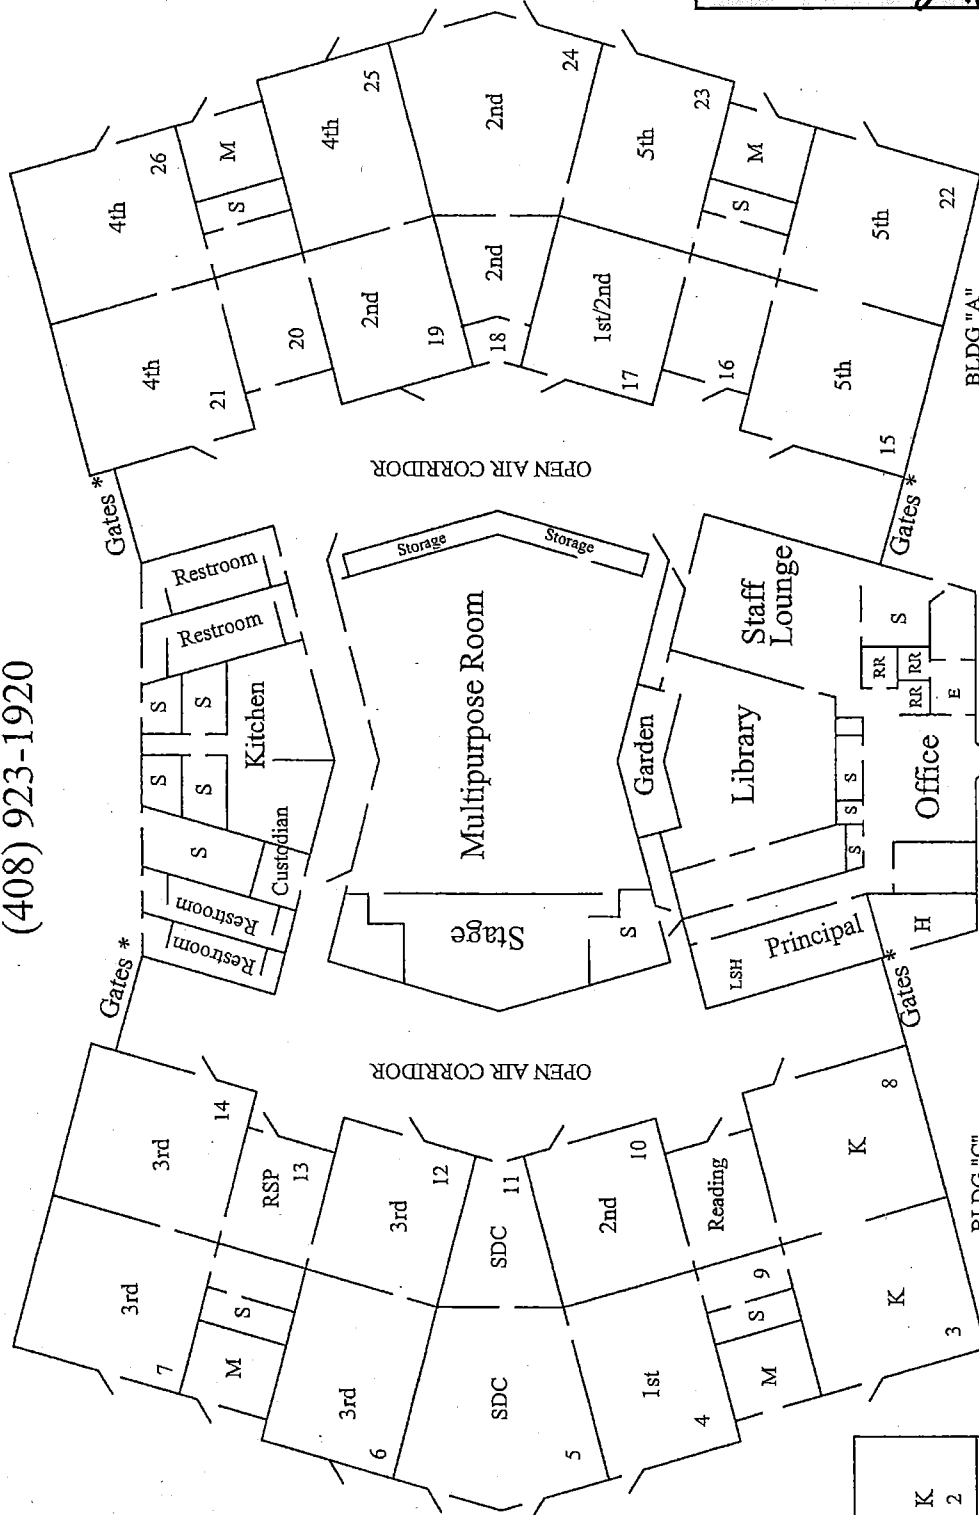 (408) 923-1920
4th
26
M
S
4th
25
2nd
24
5th
23
M
S
5th
22
4th
21
20
2nd
19
2nd
18
1st/2nd
17
16
5th
15
BLDG "A"
OPEN AIR CORRIDOR
Gates *
Gates *
Restroom
Restroom
S
S
S
S
Kitchen
S
Custodian
Restroom
Restroom
Storage
Storage
Multipurpose Room
Stage
S
Garden
Staff
Lounge
Library
S
RR
RR
RR
E
S
S
S
Office
LSH
Principal
H
Gates *
Gates *
OPEN AIR CORRIDOR
3rd
14
RSP
13
3rd
12
SDC
11
2nd
10
Reading
9
K
8
3rd
7
M
S
3rd
6
SDC
5
1st
4
M
S
K
3
BLDG "C"
K
2